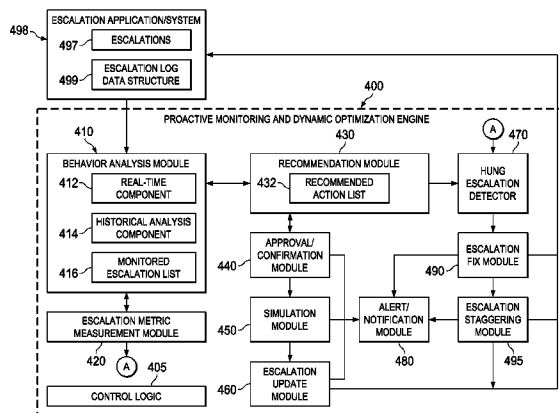 498
ESCALATION APPLICATION/SYSTEM
497
ESCALATIONS
499
ESCALATION LOG
DATA STRUCTURE
400
PROACTIVE MONITORING AND DYNAMIC OPTIMIZATION ENGINE
410
BEHAVIOR ANALYSIS MODULE
412
REAL-TIME
COMPONENT
414
HISTORICAL ANALYSIS
COMPONENT
416
MONITORED
ESCALATION LIST
ESCALATION METRIC
MEASUREMENT MODULE
420
A
405
CONTROL LOGIC
430
RECOMMENDATION MODULE
432
RECOMMENDED
ACTION LIST
APPROVAL/
CONFIRMATION
MODULE
440
SIMULATION
MODULE
450
ESCALATION
UPDATE
MODULE
460
ALERT/
NOTIFICATION
MODULE
480
A
470
HUNG
ESCALATION
DETECTOR
ESCALATION
FIX MODULE
490
ESCALATION
STAGGERING
MODULE
495